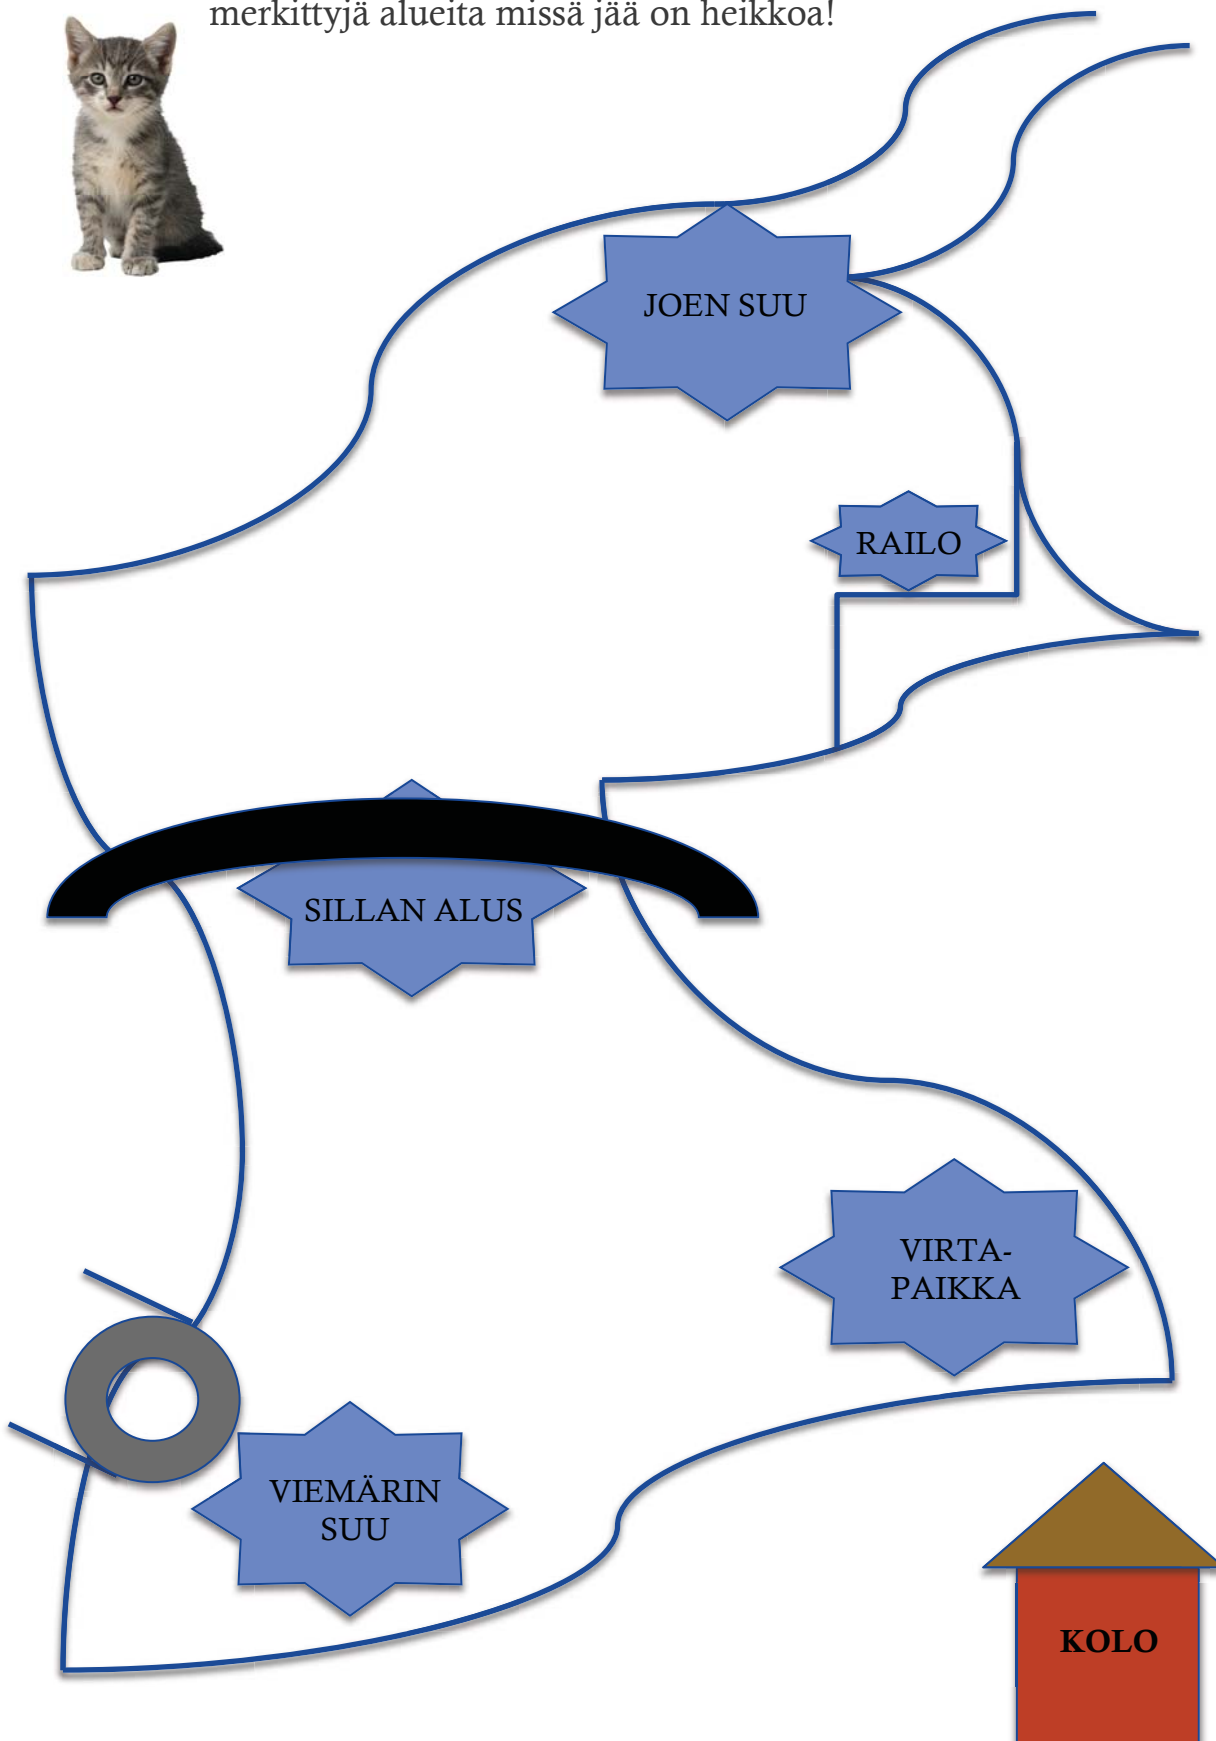 merkittyjä alueita missä jää on heikkoa!
JOEN SUU
RAILO
SILLAN ALUS
VIRTA-
PAIKKA
VIEMÄRIN
SUU
KOLO